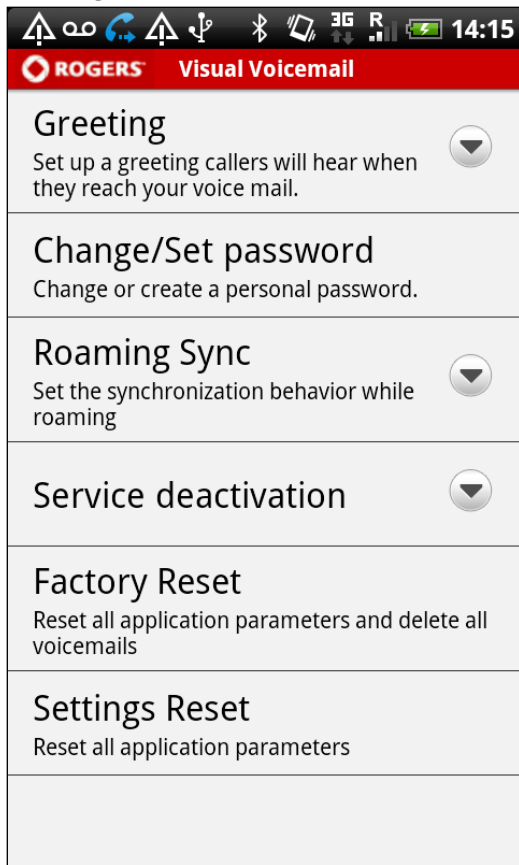 3G R 14:15
ROGERS™ Visual Voicemail
Greeting
Set up a greeting callers will hear when
they reach your voice mail.
Change/Set password
Change or create a personal password.
Roaming Sync
Set the synchronization behavior while
roaming
Service deactivation
Factory Reset
Reset all application parameters and delete all
voicemails
Settings Reset
Reset all application parameters